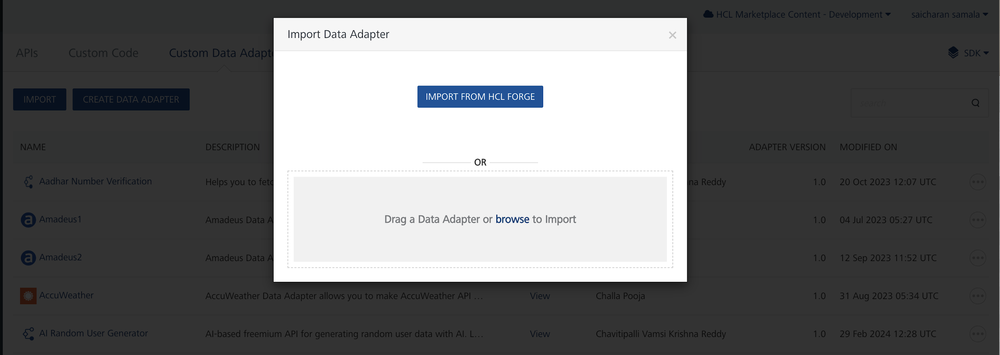 HCL Marketplace Content - Development
saicharan samala
Import Data Adapter
APIs
Custom Code
Custom Data Adapte
SDK
IMPORT
CREATE DATA ADAPTER
IMPORT FROM HCL FORGE
search
NAME
DESCRIPTION
ADAPTER VERSION
MODIFIED ON
OR
Aadhar Number Verification
Helps you to fetc
na Reddy
1.0
20 Oct 2023 12:07 UTC
Drag a Data Adapter or browse to Import
Amadeus1
Amadeus Data A
1.0
04 Jul 2023 05:27 UTC
Amadeus2
Amadeus Data A
1.0
12 Sep 2023 11:52 UTC
AccuWeather
AccuWeather Data Adapter allows you to make AccuWeather API ...
View
Challa Pooja
1.0
31 Aug 2023 05:34 UTC
AI Random User Generator
AI-based freemium API for generating random user data with AI. L...
View
Chavitipalli Vamsi Krishna Reddy
1.0
29 Feb 2024 12:28 UTC